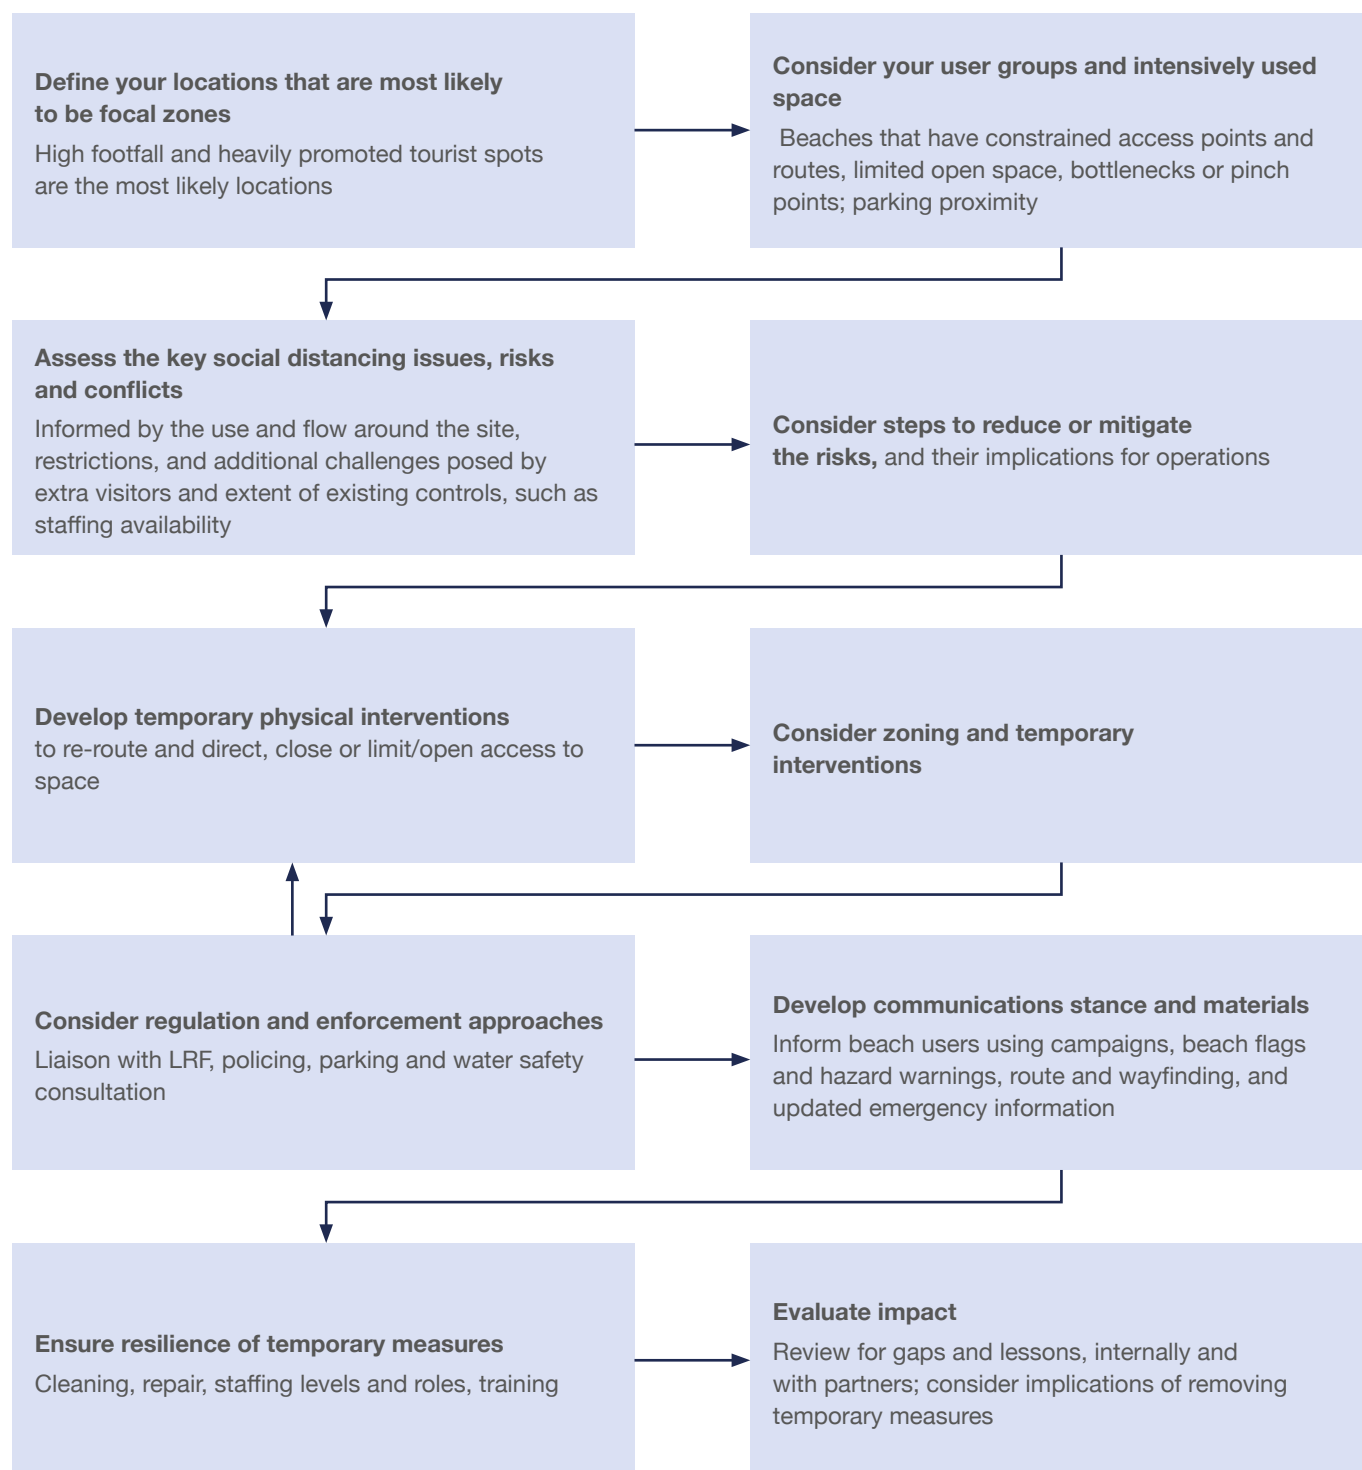 Define your locations that are most likely
to be focal zones
High footfall and heavily promoted tourist spots
are the most likely locations
Consider your user groups and intensively used
space
Beaches that have constrained access points and
routes, limited open space, bottlenecks or pinch
points; parking proximity
Assess the key social distancing issues, risks
and conflicts
Informed by the use and flow around the site,
restrictions, and additional challenges posed by
extra visitors and extent of existing controls, such as
staffing availability
Consider steps to reduce or mitigate
the risks, and their implications for operations
Develop temporary physical interventions
to re-route and direct, close or limit/open access to
space
Consider zoning and temporary
interventions
Consider regulation and enforcement approaches
Liaison with LRF, policing, parking and water safety
consultation
Develop communications stance and materials
Inform beach users using campaigns, beach flags
and hazard warnings, route and wayfinding, and
updated emergency information
Ensure resilience of temporary measures
Cleaning, repair, staffing levels and roles, training
Evaluate impact
Review for gaps and lessons, internally and
with partners; consider implications of removing
temporary measures